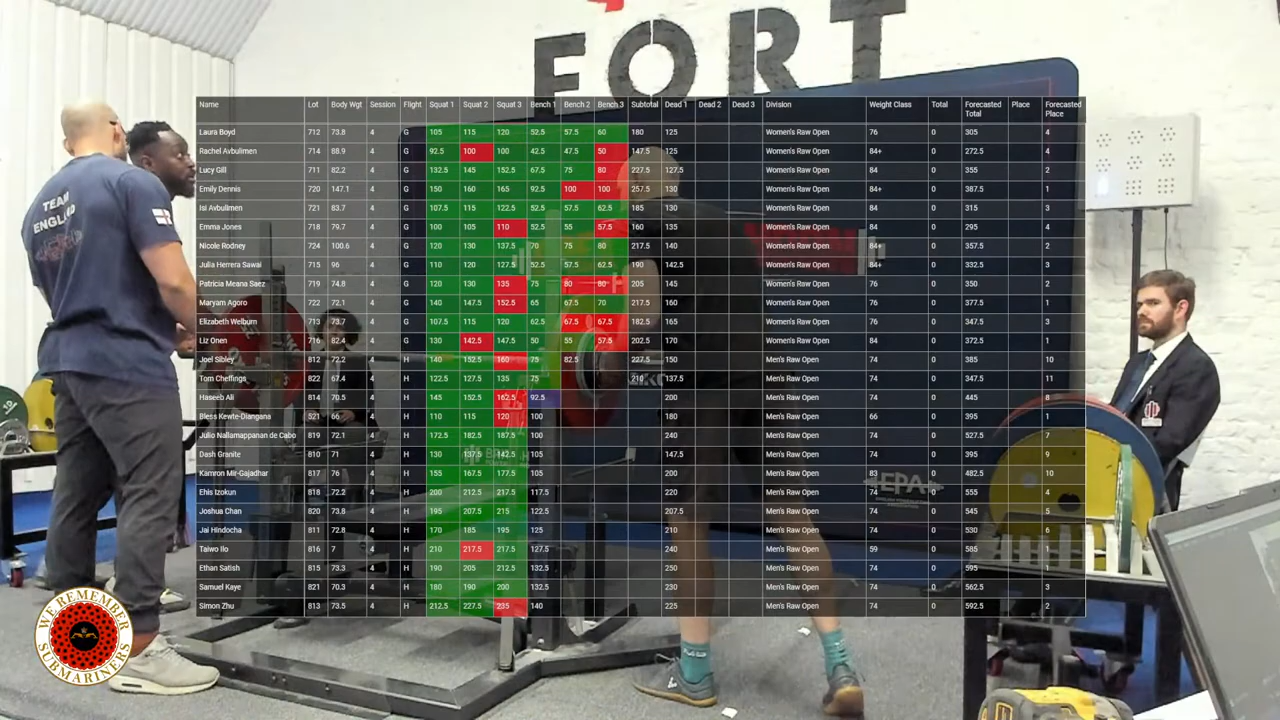 FORT
TEAM
ENGLAND
Name Lot Body Wgt Session Flight Squat 1 Squat 2 Squat 3 Bench 1 Bench 2 Bench 3 Subtotal Dead 1 Dead 2 Dead 3 Division Weight Class Total Forecasted Total Place Forecasted Place
Laura Boyd 712 73.8 4 G 105 115 120 52.5 57.5 60 180 125 Women's Raw Open 76 0 305 4
Rachel Avbulimen 714 88.9 4 G 92.5 100 100 42.5 47.5 50 147.5 125 Women's Raw Open 84+ 0 272.5 4
Lucy Gill 711 82.2 4 G 132.5 145 152.5 67.5 75 80 227.5 127.5 Women's Raw Open 84 0 355 2
Emily Dennis 720 147.1 4 G 150 160 165 92.5 100 100 257.5 130 Women's Raw Open 84+ 0 387.5 1
Isi Avbulimen 721 83.7 4 G 107.5 115 122.5 52.5 57.5 62.5 185 130 Women's Raw Open 84 0 315 3
Emma Jones 718 79.7 4 G 100 105 110 52.5 55 57.5 160 135 Women's Raw Open 84 0 295 4
Nicole Rodney 724 100.6 4 G 120 130 137.5 70 75 80 217.5 140 Women's Raw Open 84+ 0 357.5 2
Julia Herrera Sawai 715 96 4 G 110 120 127.5 52.5 57.5 62.5 190 142.5 Women's Raw Open 84+ 0 332.5 3
Patricia Meana Saez 719 74.8 4 G 120 130 135 75 80 80 205 145 Women's Raw Open 76 0 350 2
Maryam Agoro 722 72.1 4 G 140 147.5 152.5 65 67.5 70 217.5 160 Women's Raw Open 76 0 377.5 1
Elizabeth Welburn 713 73.7 4 G 107.5 115 120 62.5 67.5 67.5 182.5 165 Women's Raw Open 76 0 347.5 3
Liz Onen 716 82.4 4 G 130 142.5 147.5 50 55 57.5 202.5 170 Women's Raw Open 84 0 372.5 1
Joel Sibley 812 72.2 4 H 140 152.5 160 75 82.5 227.5 150 Men's Raw Open 74 0 385 10
Tom Cheffings 822 67.4 4 H 122.5 127.5 135 75 210 137.5 Men's Raw Open 74 0 347.5 11
Haseeb Ali 814 70.5 4 H 145 152.5 162.5 92.5 200 Men's Raw Open 74 0 445 8
Bless Kewte-Diangana 521 66 4 H 110 115 120 100 180 Men's Raw Open 66 0 395 1
Julio Nallamappanan de Cabo 819 72.1 4 H 172.5 182.5 187.5 100 240 Men's Raw Open 74 0 527.5 7
Dash Granite 810 71 4 H 130 137.5 142.5 105 147.5 Men's Raw Open 74 0 395 9
Kamron Mir-Gajadhar 817 76 4 H 155 167.5 177.5 105 200 Men's Raw Open 83 0 482.5 10
Ehis Izokun 818 72.2 4 H 200 212.5 217.5 117.5 220 Men's Raw Open 74 0 555 4
Joshua Chan 820 73.8 4 H 195 207.5 215 122.5 207.5 Men's Raw Open 74 0 545 5
Jai Hindocha 811 72.8 4 H 170 185 195 125 210 Men's Raw Open 74 0 530 6
Taiwo Ilo 816 7 4 H 210 217.5 217.5 127.5 240 Men's Raw Open 59 0 585 1
Ethan Satish 815 73.3 4 H 190 205 212.5 132.5 250 Men's Raw Open 74 0 595 1
Samuel Kaye 821 70.3 4 H 180 190 200 132.5 230 Men's Raw Open 74 0 562.5 3
Simon Zhu 813 73.5 4 H 212.5 227.5 235 140 225 Men's Raw Open 74 0 592.5 2
EPA
WE REMEMBER
SUBMARINERS